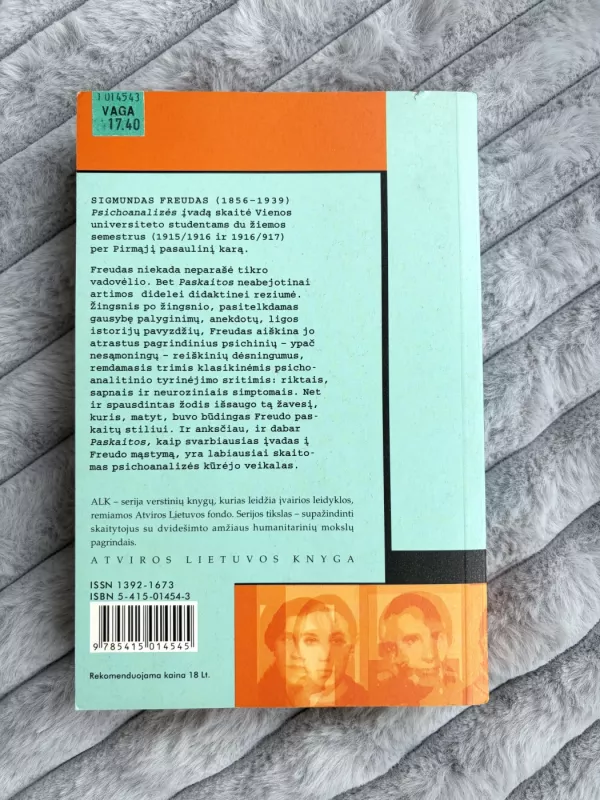 1 014543
VAGA
17.40
SIGMUNDAS FREUDAS (1856–1939)
Psichoanalizės įvadą skaitė Vienos
universiteto studentams du žiemos
semestrus (1915/1916 ir 1916/917)
per Pirmąjį pasaulinį karą.
Freudas niekada neparašė tikro
vadovėlio. Bet Paskaitos neabejotinai
artimos didelei didaktinei reziumė.
Žingsnis po žingsnio, pasitelkdamas
gausybę palyginimų, anekdotų, ligos
istorijų pavyzdžių, Freudas aiškina jo
atrastus pagrindinius psichinių – ypač
nesąmoningų – reiškinių dėsningumus,
remdamasis trimis klasikinėmis psicho-
analitinio tyrinėjimo sritimis: riktais,
sapnais ir neuroziniais simptomais. Net
ir spausdintas žodis išsaugo tą žavesį,
kuris, matyt, buvo būdingas Freudo pas-
kaitų stiliui. Ir anksčiau, ir dabar
Paskaitos, kaip svarbiausias įvadas į
Freudo mąstymą, yra labiausiai skaito-
mas psichoanalizės kūrėjo veikalas.
ALK – serija verstinių knygų, kurias leidžia įvairios leidyklos,
remiamos Atviros Lietuvos fondo. Serijos tikslas – supažindinti
skaitytojus su dvidešimto amžiaus humanitarinių mokslų
pagrindais.
ATVIROS LIETUVOS KNYGA
ISSN 1392-1673
ISBN 5-415-01454-3
9 785415 014545
Rekomenduojama kaina 18 Lt.